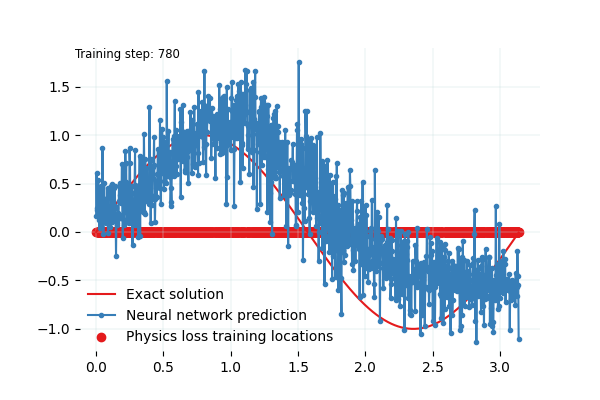 Training step: 780
1.5
1.0
0.5
0.0
−0.5
−1.0
Exact solution
Neural network prediction
Physics loss training locations
0.0 0.5 1.0 1.5 2.0 2.5 3.0